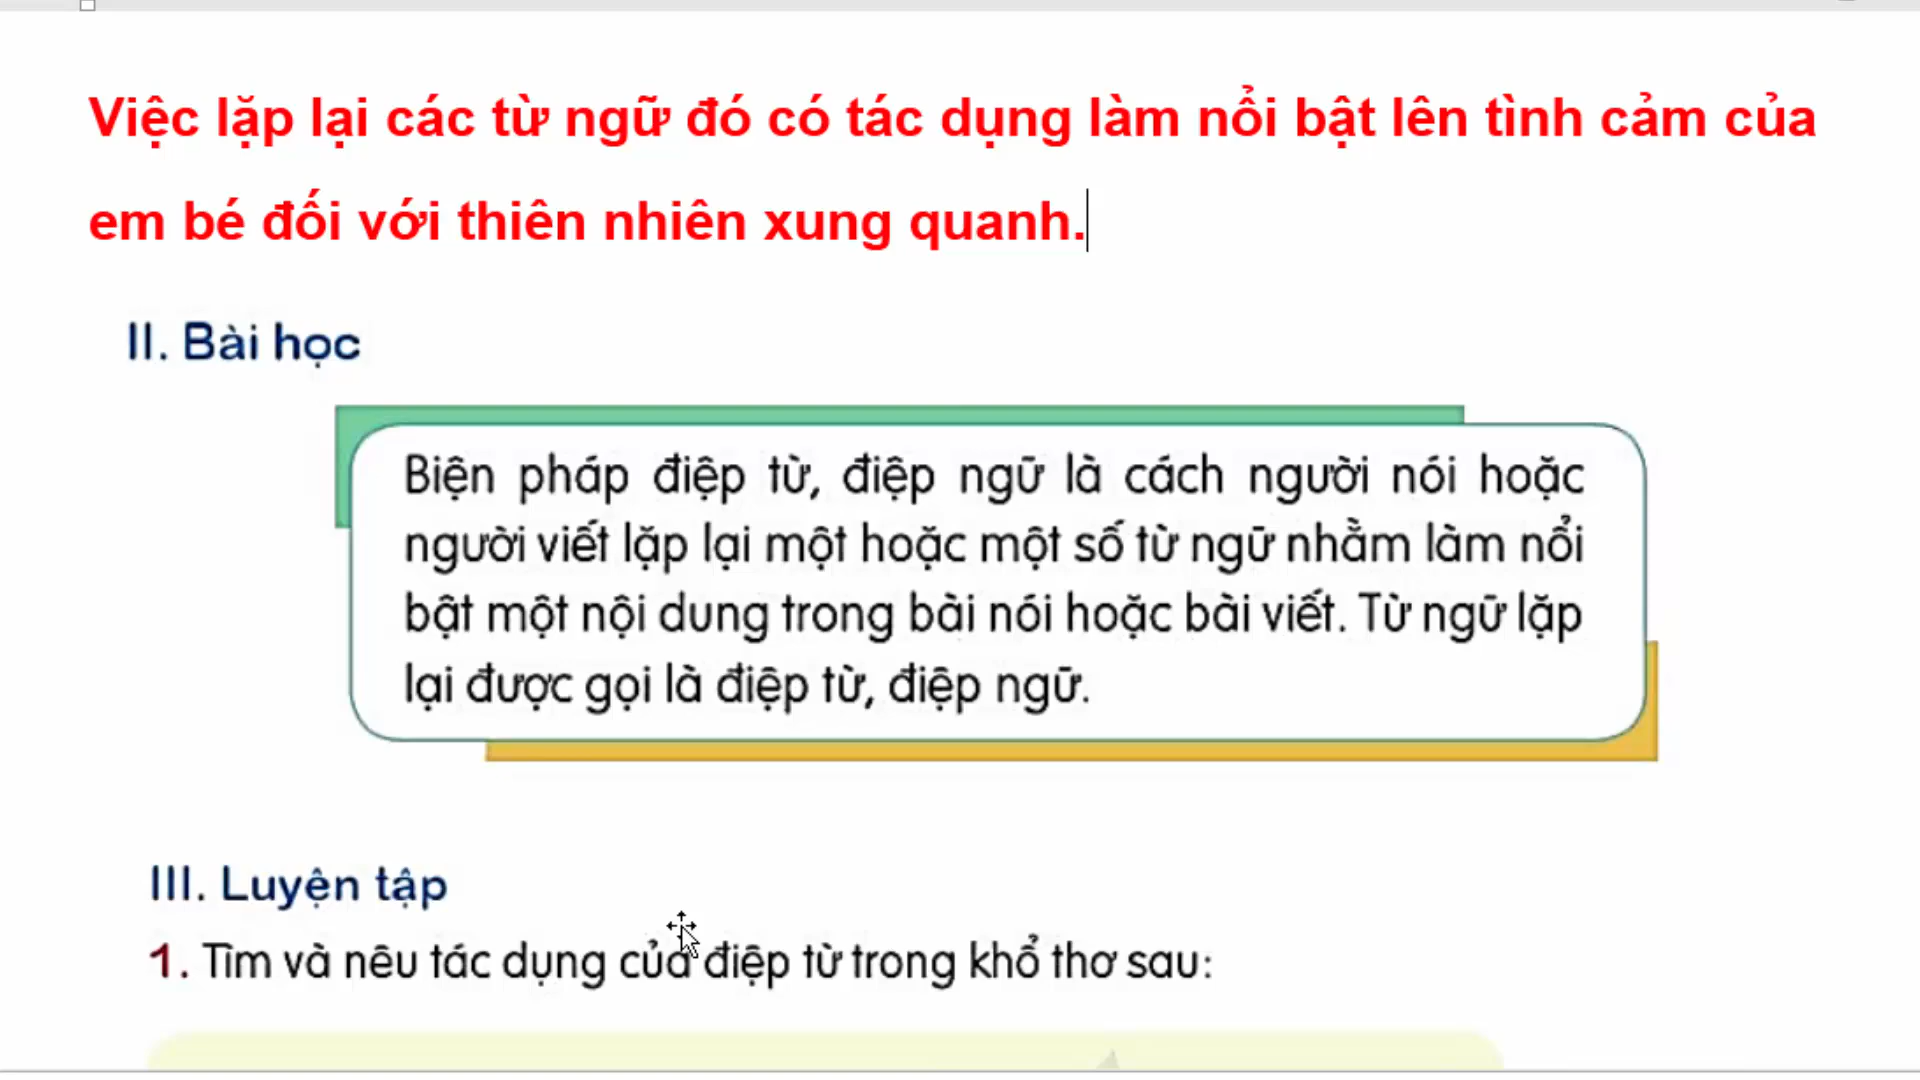 Việc lặp lại các từ ngữ đó có tác dụng làm nổi bật lên tình cảm của
em bé đối với thiên nhiên xung quanh.
II. Bài học
Biện pháp điệp từ, điệp ngữ là cách người nói hoặc
người viết lặp lại một hoặc một số từ ngữ nhằm làm nổi
bật một nội dung trong bài nói hoặc bài viết. Từ ngữ lặp
lại được gọi là điệp từ, điệp ngữ.
III. Luyện tập
1. Tìm và nêu tác dụng của điệp từ trong khổ thơ sau: